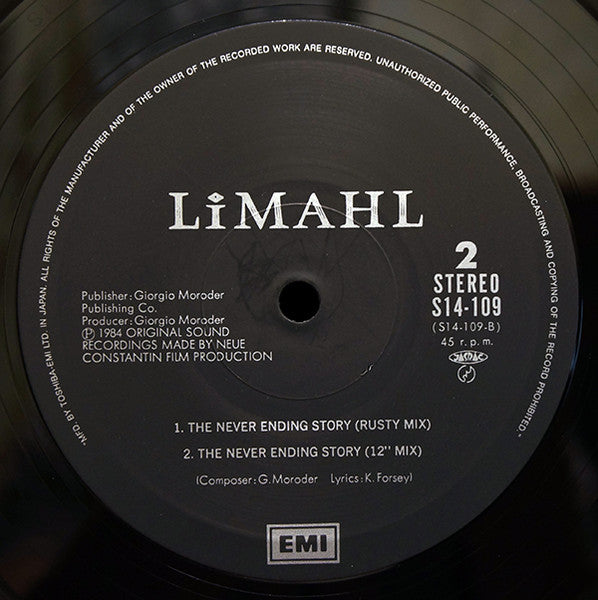 "MFD. BY TOSHIBA-EMI LTD. IN JAPAN. ALL RIGHTS OF THE MANUFACTURER AND OF THE OWNER OF THE RECORDED WORK ARE RESERVED. UNAUTHORIZED PUBLIC PERFORMANCE, BROADCASTING AND COPYING OF THE RECORD PROHIBITED."
LiMAHL
2
STEREO
S14-109
(S14-109-B)
45 r.p.m.
JASRAC
Publisher: Giorgio Moroder
Publishing Co.
Producer: Giorgio Moroder
Ⓟ 1984 ORIGINAL SOUND
RECORDINGS MADE BY NEUE
CONSTANTIN FILM PRODUCTION
1. THE NEVER ENDING STORY (RUSTY MIX)
2. THE NEVER ENDING STORY (12'' MIX)
(Composer: G. Moroder Lyrics: K. Forsey)
EMI